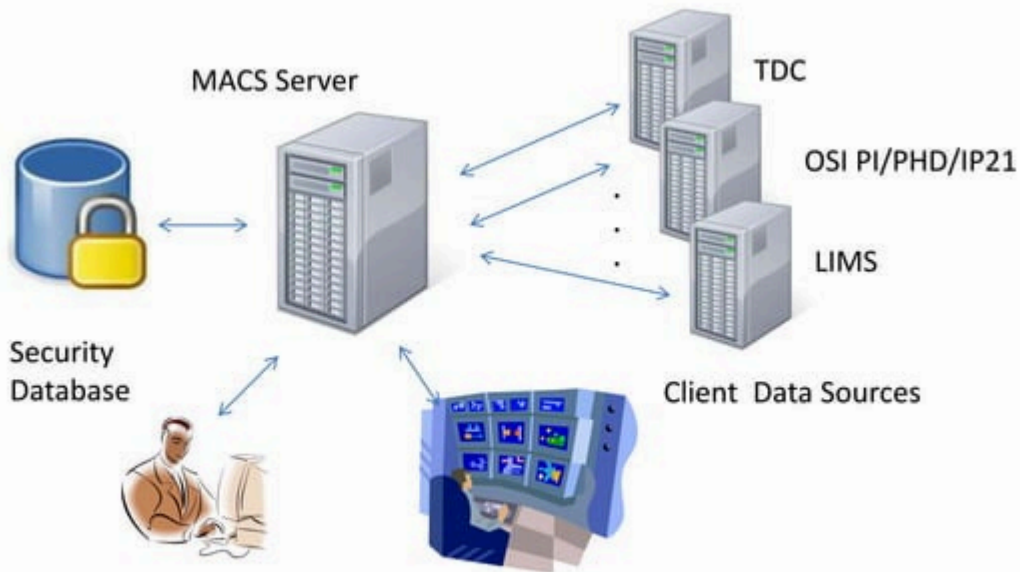 MACS Server
TDC
OSI PI/PHD/IP21
LIMS
Security
Database
Client Data Sources